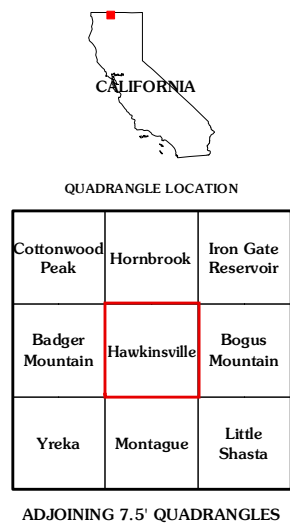 CALIFORNIA
QUADRANGLE LOCATION
Cottonwood
Peak
Hornbrook
Iron Gate
Reservoir
Badger
Mountain
Hawkinsville
Bogus
Mountain
Yreka
Montague
Little
Shasta
ADJOINING 7.5' QUADRANGLES